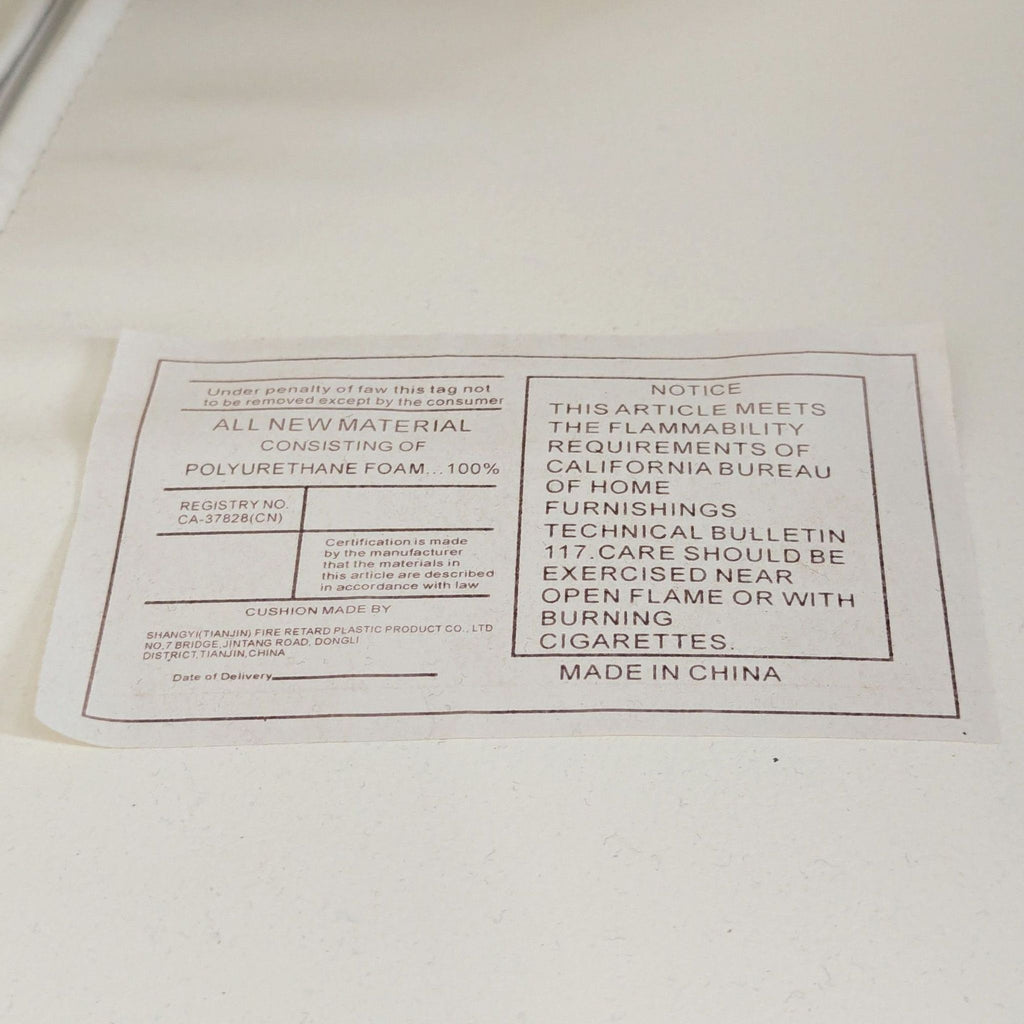 Under penalty of faw this tag not
to be removed except by the consumer
ALL NEW MATERIAL
CONSISTING OF
POLYURETHANE FOAM...100%
REGISTRY NO.
CA-37828(CN)
Certification is made
by the manufacturer
that the materials in
this article are described
in accordance with law
CUSHION MADE BY
SHANGYI(TIANJIN) FIRE RETARD PLASTIC PRODUCT CO., LTD
NO,7 BRIDGE,JINTANG ROAD, DONGLI
DISTRICT,TIANJIN,CHINA
Date of Delivery
NOTICE
THIS ARTICLE MEETS
THE FLAMMABILITY
REQUIREMENTS OF
CALIFORNIA BUREAU
OF HOME
FURNISHINGS
TECHNICAL BULLETIN
117.CARE SHOULD BE
EXERCISED NEAR
OPEN FLAME OR WITH
BURNING
CIGARETTES.
MADE IN CHINA